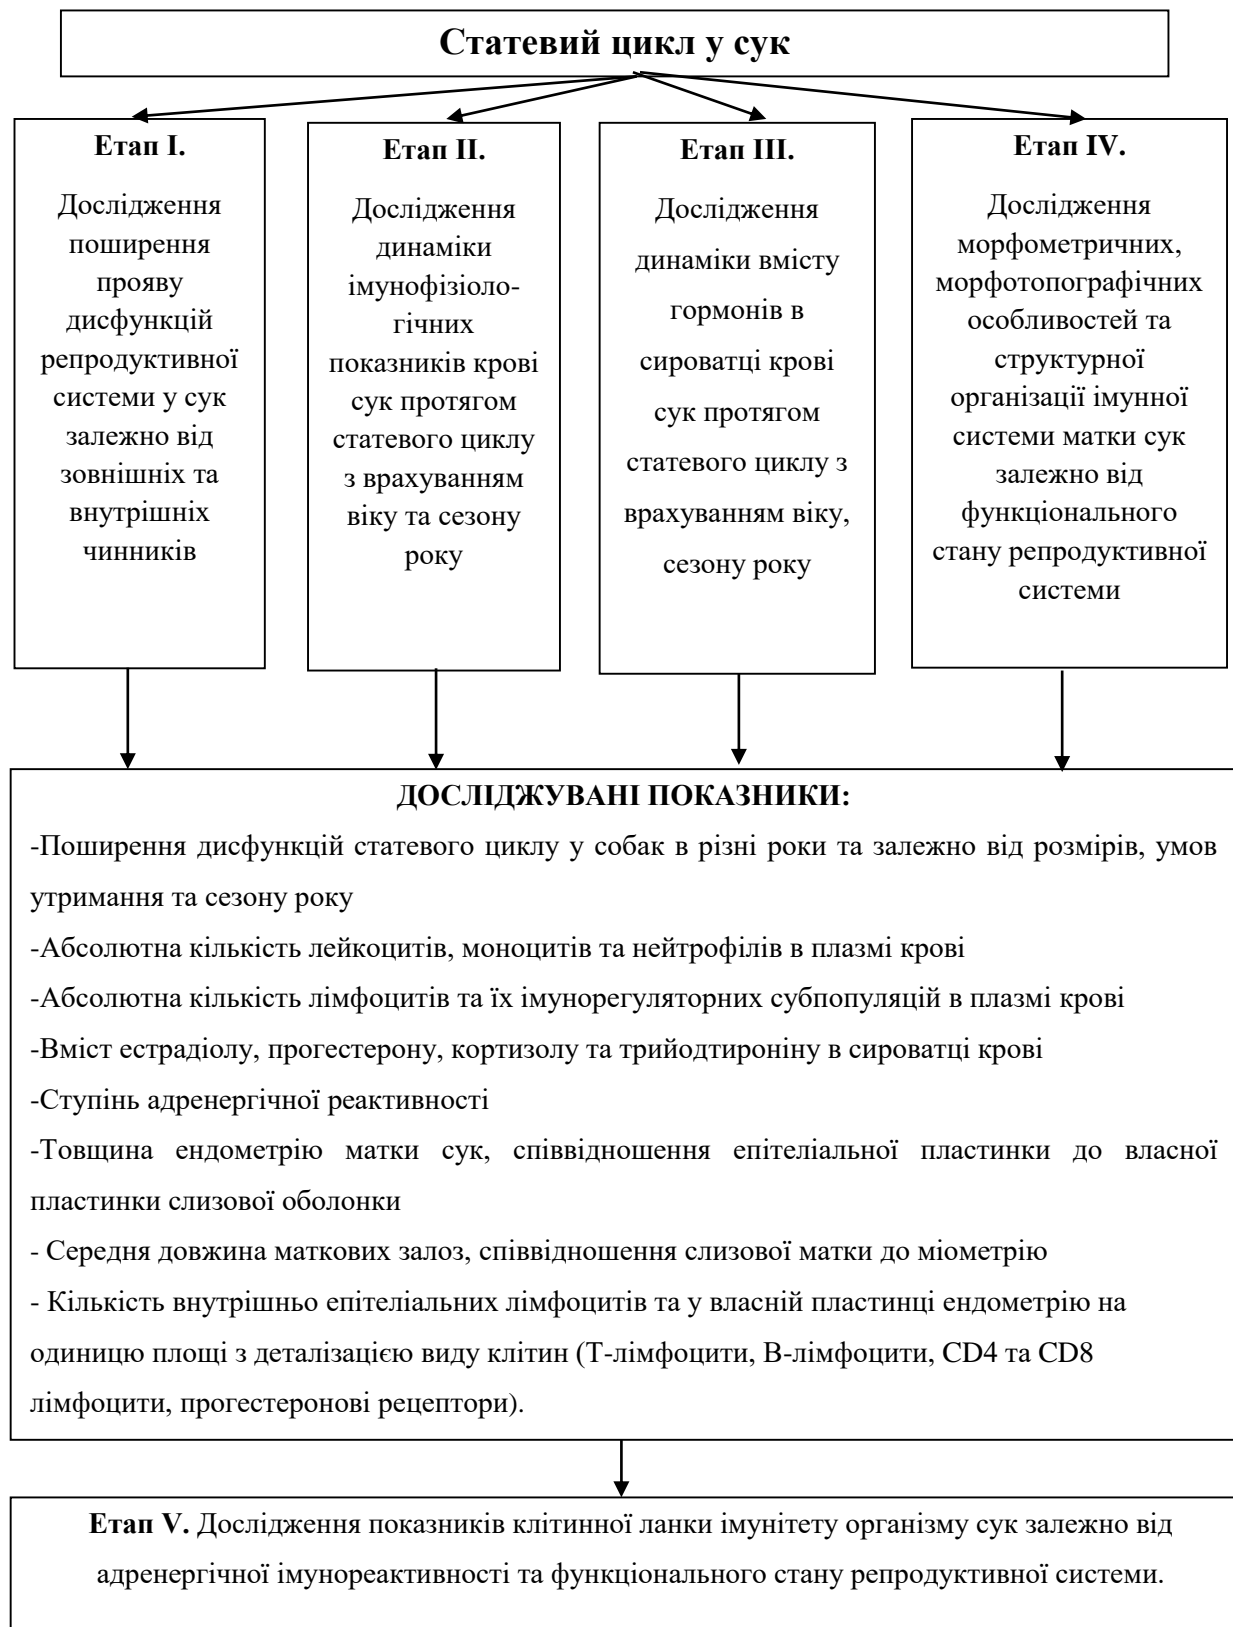 Статевий цикл у сук
Етап I.
Дослідження
поширення
прояву
дисфункцій
репродуктивної
системи у сук
залежно від
зовнішніх та
внутрішніх
чинників
Етап II.
Дослідження
динаміки
імунофізіоло-
гічних
показників крові
сук протягом
статевого циклу
з врахуванням
віку та сезону
року
Етап III.
Дослідження
динаміки вмісту
гормонів в
сироватці крові
сук протягом
статевого циклу з
врахуванням віку,
сезону року
Етап IV.
Дослідження
морфометричних,
морфотопографічних
особливостей та
структурної
організації імунної
системи матки сук
залежно від
функціонального
стану репродуктивної
системи
ДОСЛІДЖУВАНІ ПОКАЗНИКИ:
-Поширення дисфункцій статевого циклу у собак в різні роки та залежно від розмірів, умов
утримання та сезону року
-Абсолютна кількість лейкоцитів, моноцитів та нейтрофілів в плазмі крові
-Абсолютна кількість лімфоцитів та їх імунорегуляторних субпопуляцій в плазмі крові
-Вміст естрадіолу, прогестерону, кортизолу та трийодтироніну в сироватці крові
-Ступінь адренергічної реактивності
-Товщина ендометрію матки сук, співвідношення епітеліальної пластинки до власної
пластинки слизової оболонки
- Середня довжина маткових залоз, співвідношення слизової матки до міометрію
- Кількість внутрішньо епітеліальних лімфоцитів та у власній пластинці ендометрію на
одиницю площі з деталізацією виду клітин (Т-лімфоцити, В-лімфоцити, CD4 та CD8
лімфоцити, прогестеронові рецептори).
Етап V. Дослідження показників клітинної ланки імунітету організму сук залежно від
адренергічної імунореактивності та функціонального стану репродуктивної системи.